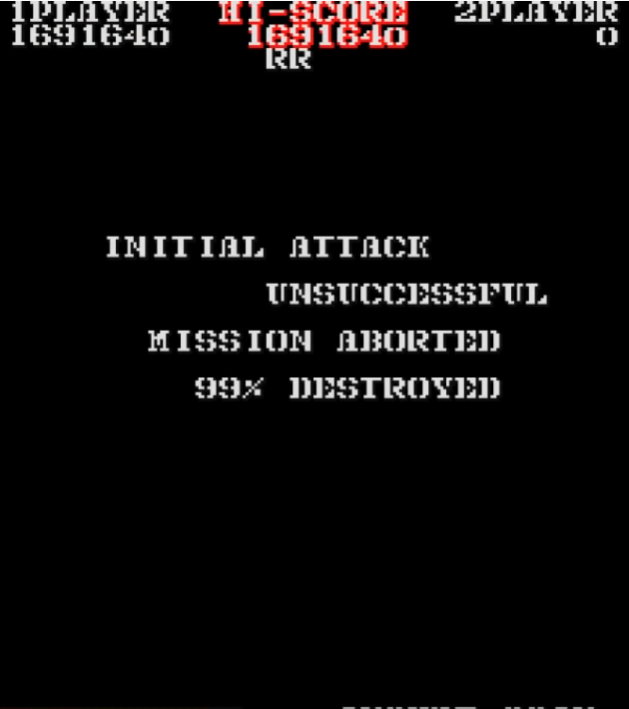 1PLAYER HI-SCORE 2PLAYER
1691640 1691640 0
RR
INITIAL ATTACK
UNSUCCESSFUL
MISSION ABORTED
99% DESTROYED